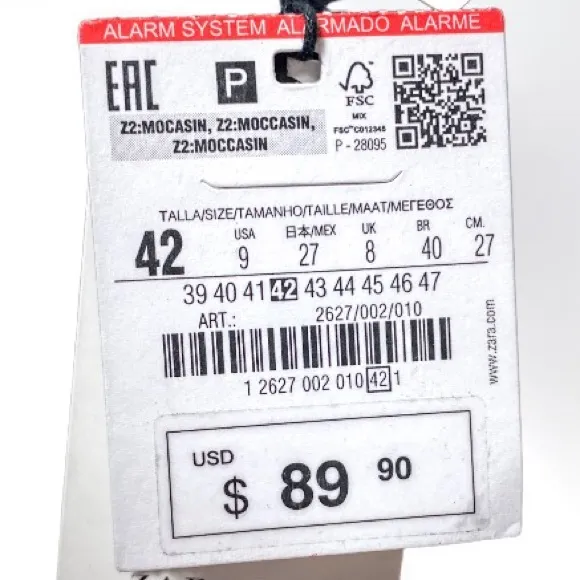 ALARM SYSTEM ALARMADO ALARME
EAC P FSC
MIX
FSC™ C012345
P - 28095
Z2:MOCASIN, Z2:MOCCASIN,
Z2:MOCCASIN
TALLA/SIZE/TAMANHO/TAILLE/MAAT/ΜΕΓΕΘΟΣ
USA 日本/MEX UK BR CM.
42 9 27 8 40 27
39 40 41 42 43 44 45 46 47
ART.: 2627/002/010
1 2627 002 010 42 1
www.zara.com
USD
$ 89 90